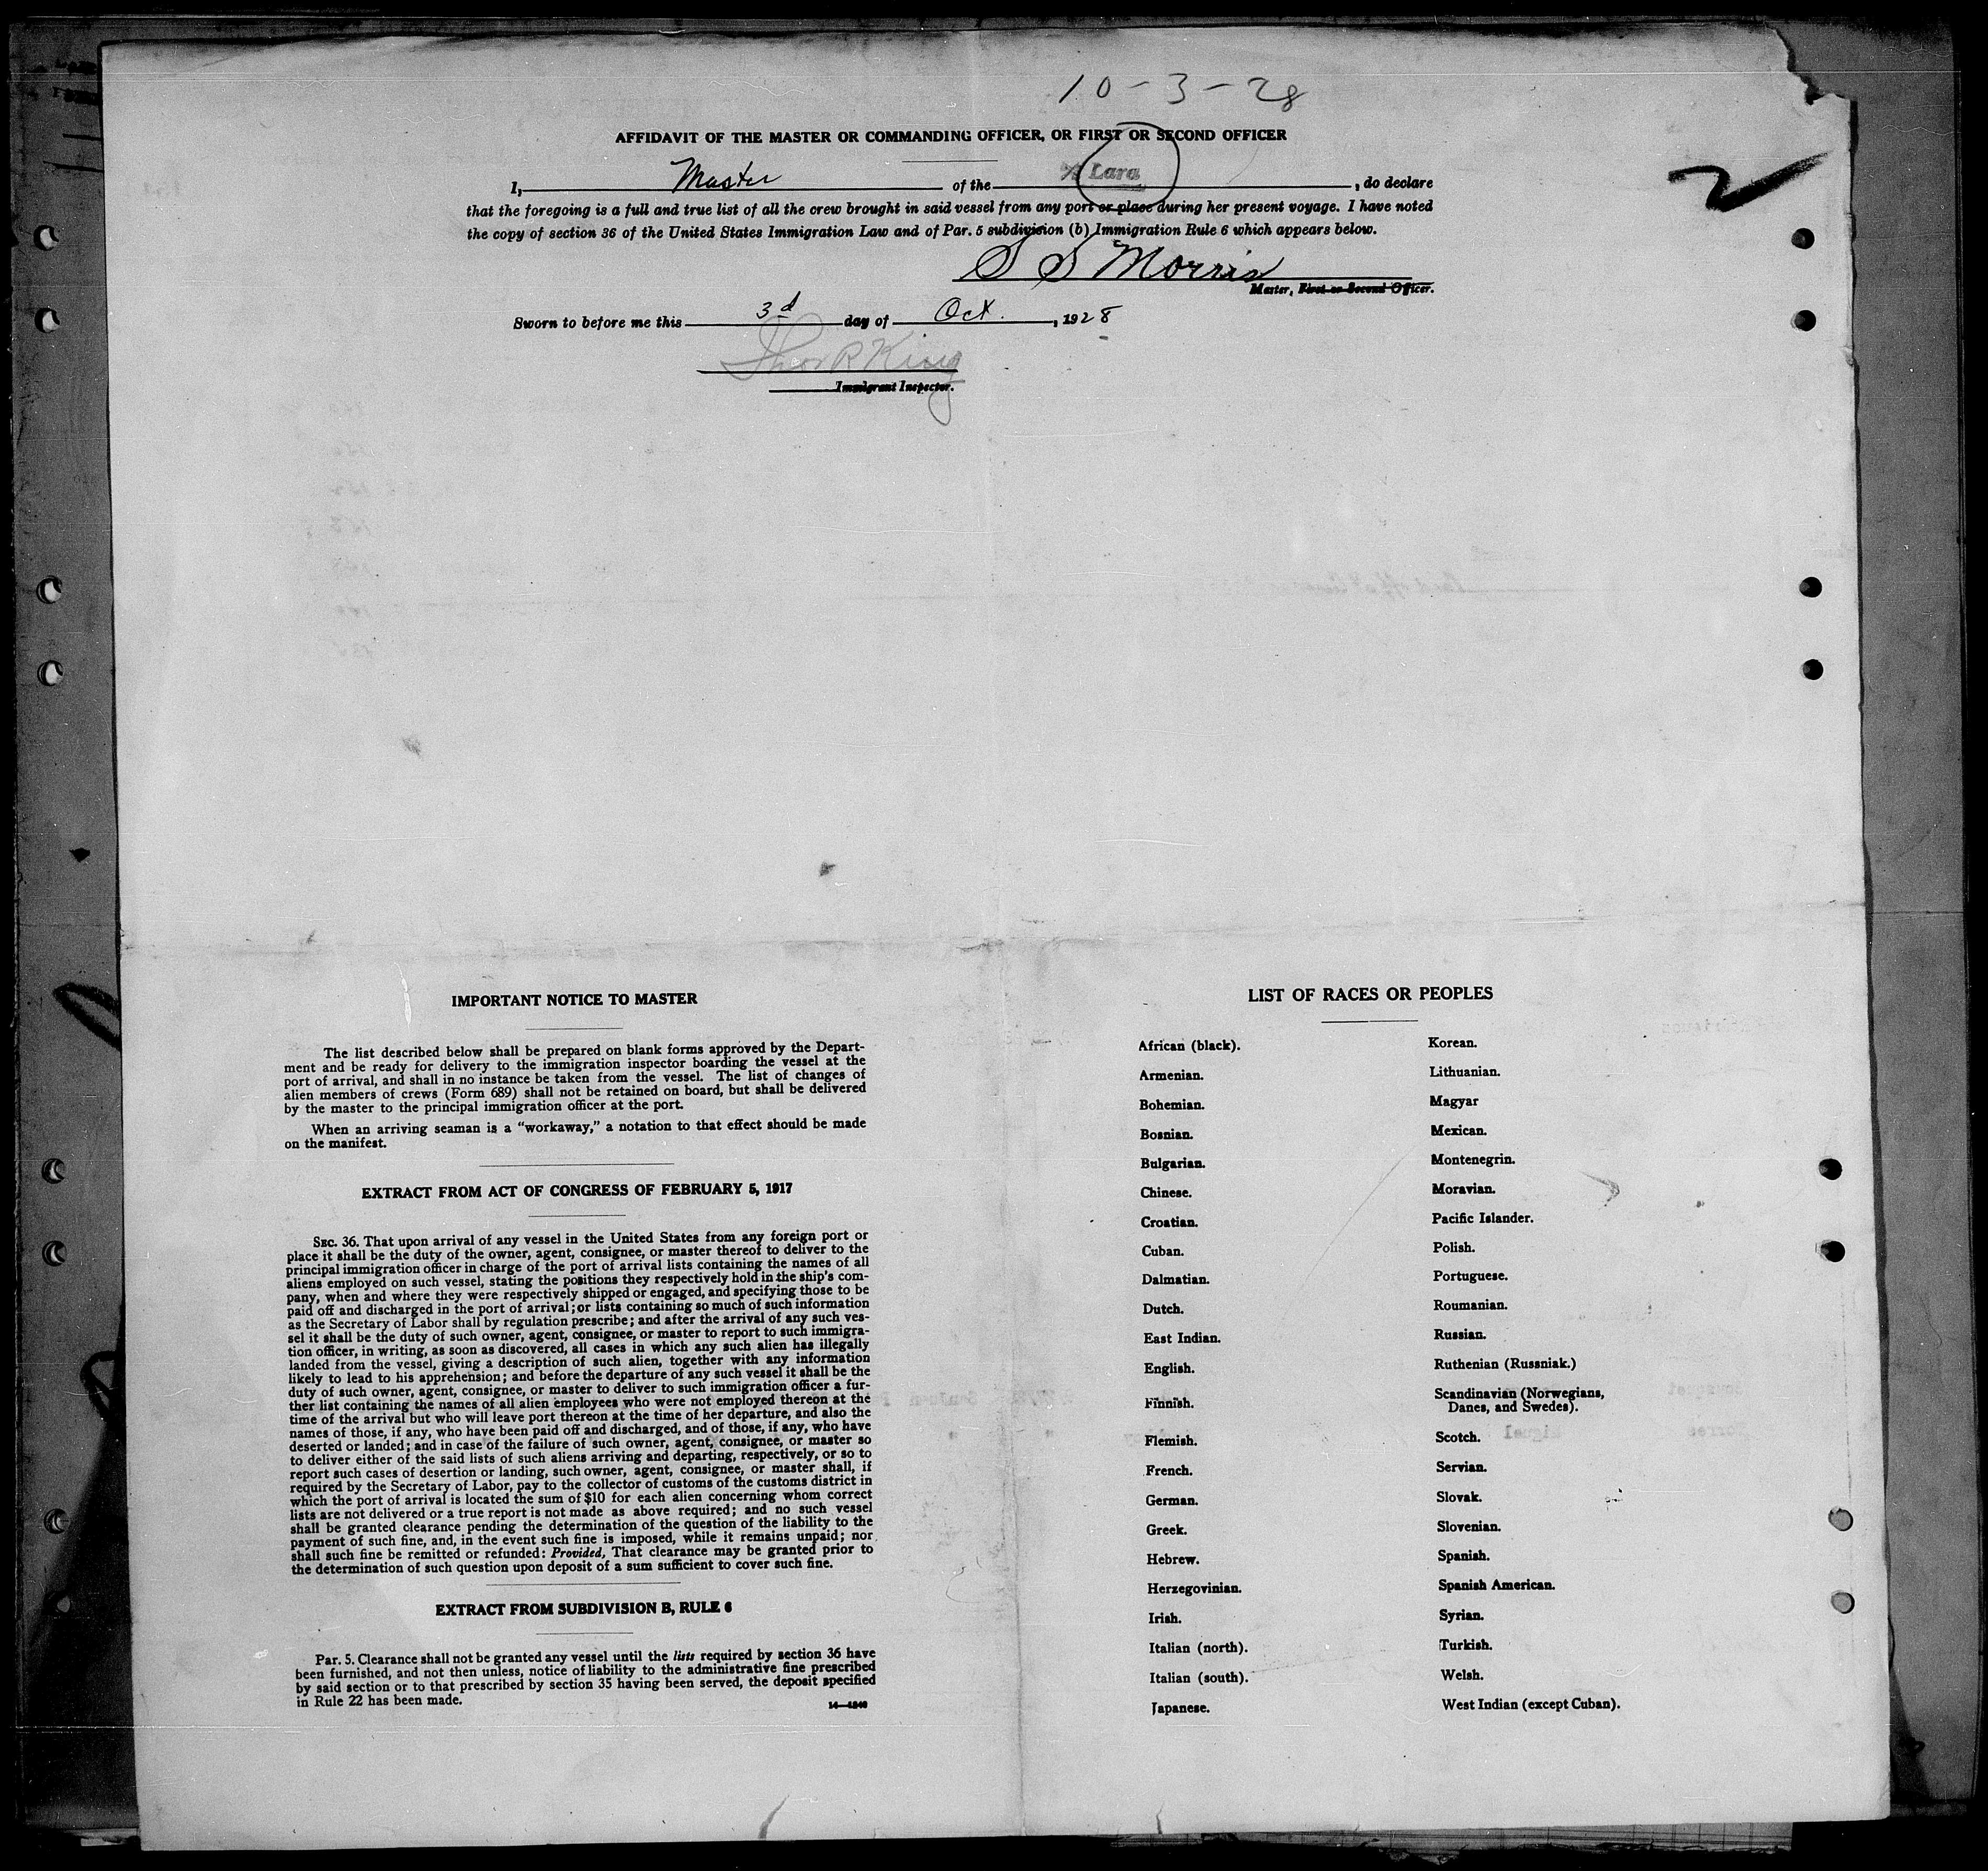 10-3-28
AFFIDAVIT OF THE MASTER OR COMMANDING OFFICER, OR FIRST OR SECOND OFFICER
I, Master of the S/S Lara, do declare
that the foregoing is a full and true list of all the crew brought in said vessel from any port or place during her present voyage. I have noted
the copy of section 36 of the United States Immigration Law and of Par. 5 subdivision (b) Immigration Rule 6 which appears below.
S S Morris
Master, First or Second Officer.
Sworn to before me this 3d day of Oct., 1928
Thos R King
Immigrant Inspector.
IMPORTANT NOTICE TO MASTER
The list described below shall be prepared on blank forms approved by the Depart-
ment and be ready for delivery to the immigration inspector boarding the vessel at the
port of arrival, and shall in no instance be taken from the vessel. The list of changes of
alien members of crews (Form 689) shall not be retained on board, but shall be delivered
by the master to the principal immigration officer at the port.
When an arriving seaman is a "workaway," a notation to that effect should be made
on the manifest.
EXTRACT FROM ACT OF CONGRESS OF FEBRUARY 5, 1917
SEC. 36. That upon arrival of any vessel in the United States from any foreign port or
place it shall be the duty of the owner, agent, consignee, or master thereof to deliver to the
principal immigration officer in charge of the port of arrival lists containing the names of all
aliens employed on such vessel, stating the positions they respectively hold in the ship's com-
pany, when and where they were respectively shipped or engaged, and specifying those to be
paid off and discharged in the port of arrival; or lists containing so much of such information
as the Secretary of Labor shall by regulation prescribe; and after the arrival of any such ves-
sel it shall be the duty of such owner, agent, consignee, or master to report to such immigra-
tion officer, in writing, as soon as discovered, all cases in which any such alien has illegally
landed from the vessel, giving a description of such alien, together with any information
likely to lead to his apprehension; and before the departure of any such vessel it shall be the
duty of such owner, agent, consignee, or master to deliver to such immigration officer a fur-
ther list containing the names of all alien employees who were not employed thereon at the
time of the arrival but who will leave port thereon at the time of her departure, and also the
names of those, if any, who have been paid off and discharged, and of those, if any, who have
deserted or landed; and in case of the failure of such owner, agent, consignee, or master so
to deliver either of the said lists of such aliens arriving and departing, respectively, or so to
report such cases of desertion or landing, such owner, agent, consignee, or master shall, if
required by the Secretary of Labor, pay to the collector of customs of the customs district in
which the port of arrival is located the sum of $10 for each alien concerning whom correct
lists are not delivered or a true report is not made as above required; and no such vessel
shall be granted clearance pending the determination of the question of the liability to the
payment of such fine, and, in the event such fine is imposed, while it remains unpaid; nor
shall such fine be remitted or refunded: Provided, That clearance may be granted prior to
the determination of such question upon deposit of a sum sufficient to cover such fine.
EXTRACT FROM SUBDIVISION B, RULE 6
Par. 5. Clearance shall not be granted any vessel until the lists required by section 36 have
been furnished, and not then unless, notice of liability to the administrative fine prescribed
by said section or to that prescribed by section 35 having been served, the deposit specified
in Rule 22 has been made.
14—1240
LIST OF RACES OR PEOPLES
African (black).
Armenian.
Bohemian.
Bosnian.
Bulgarian.
Chinese.
Croatian.
Cuban.
Dalmatian.
Dutch.
East Indian.
English.
Finnish.
Flemish.
French.
German.
Greek.
Hebrew.
Herzegovinian.
Irish.
Italian (north).
Italian (south).
Japanese.
Korean.
Lithuanian.
Magyar
Mexican.
Montenegrin.
Moravian.
Pacific Islander.
Polish.
Portuguese.
Roumanian.
Russian.
Ruthenian (Russniak.)
Scandinavian (Norwegians,
Danes, and Swedes).
Scotch.
Servian.
Slovak.
Slovenian.
Spanish.
Spanish American.
Syrian.
Turkish.
Welsh.
West Indian (except Cuban).